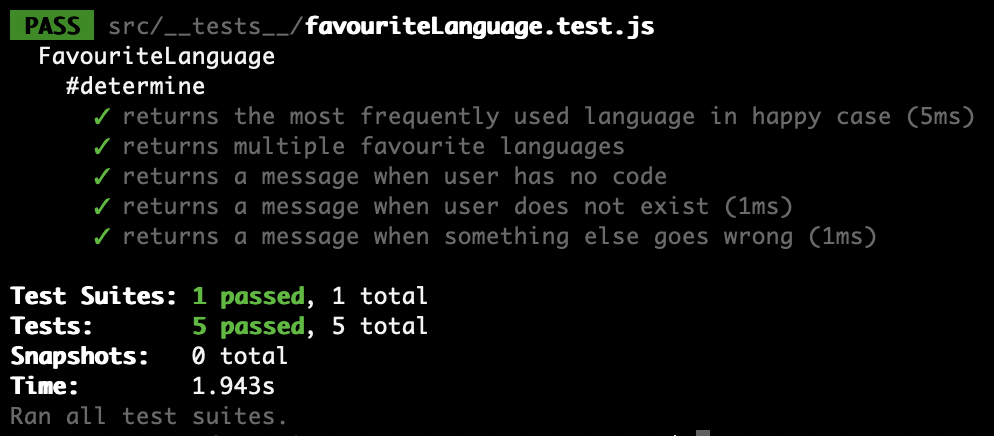 PASS src/__tests__/favouriteLanguage.test.js
FavouriteLanguage
#determine
✓ returns the most frequently used language in happy case (5ms)
✓ returns multiple favourite languages
✓ returns a message when user has no code
✓ returns a message when user does not exist (1ms)
✓ returns a message when something else goes wrong (1ms)
Test Suites: 1 passed, 1 total
Tests: 5 passed, 5 total
Snapshots: 0 total
Time: 1.943s
Ran all test suites.